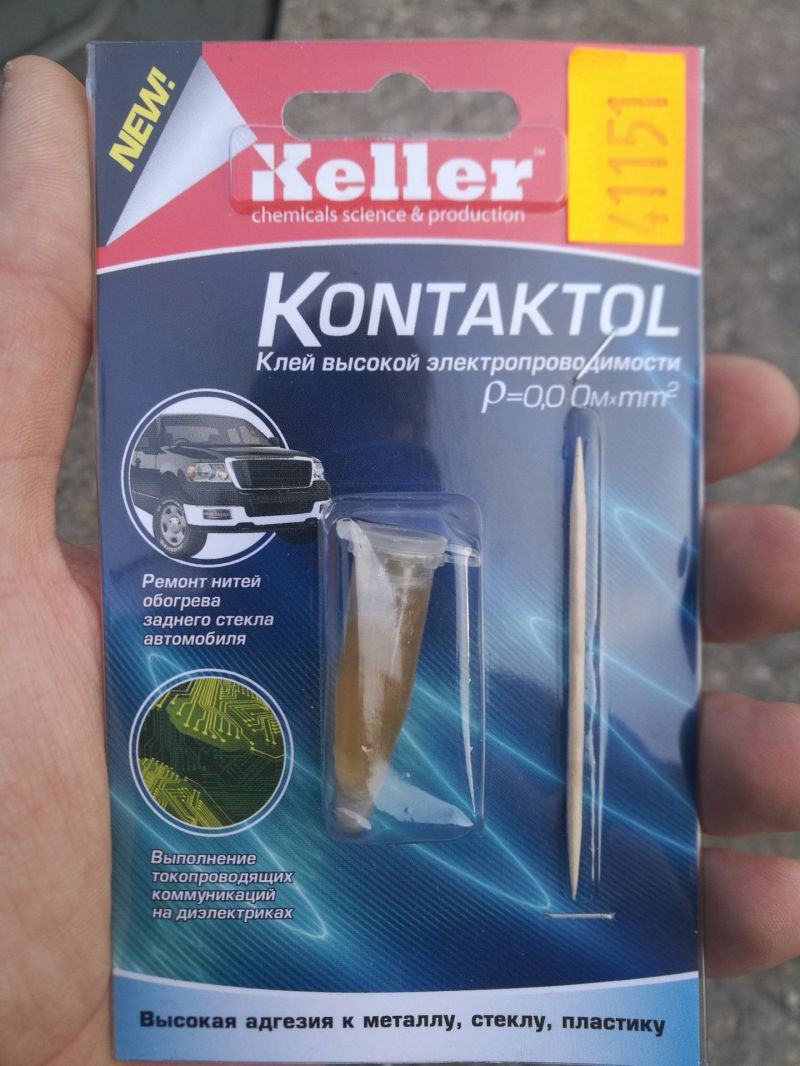 NEW!
41151
Keller™
chemicals science & production
KONTAKTOL
Клей высокой электропроводимости
ρ=0,0 Ом×mm²
Ремонт нитей
обогрева
заднего стекла
автомобиля
Выполнение
токопроводящих
коммуникаций
на диэлектриках
Высокая адгезия к металлу, стеклу, пластику